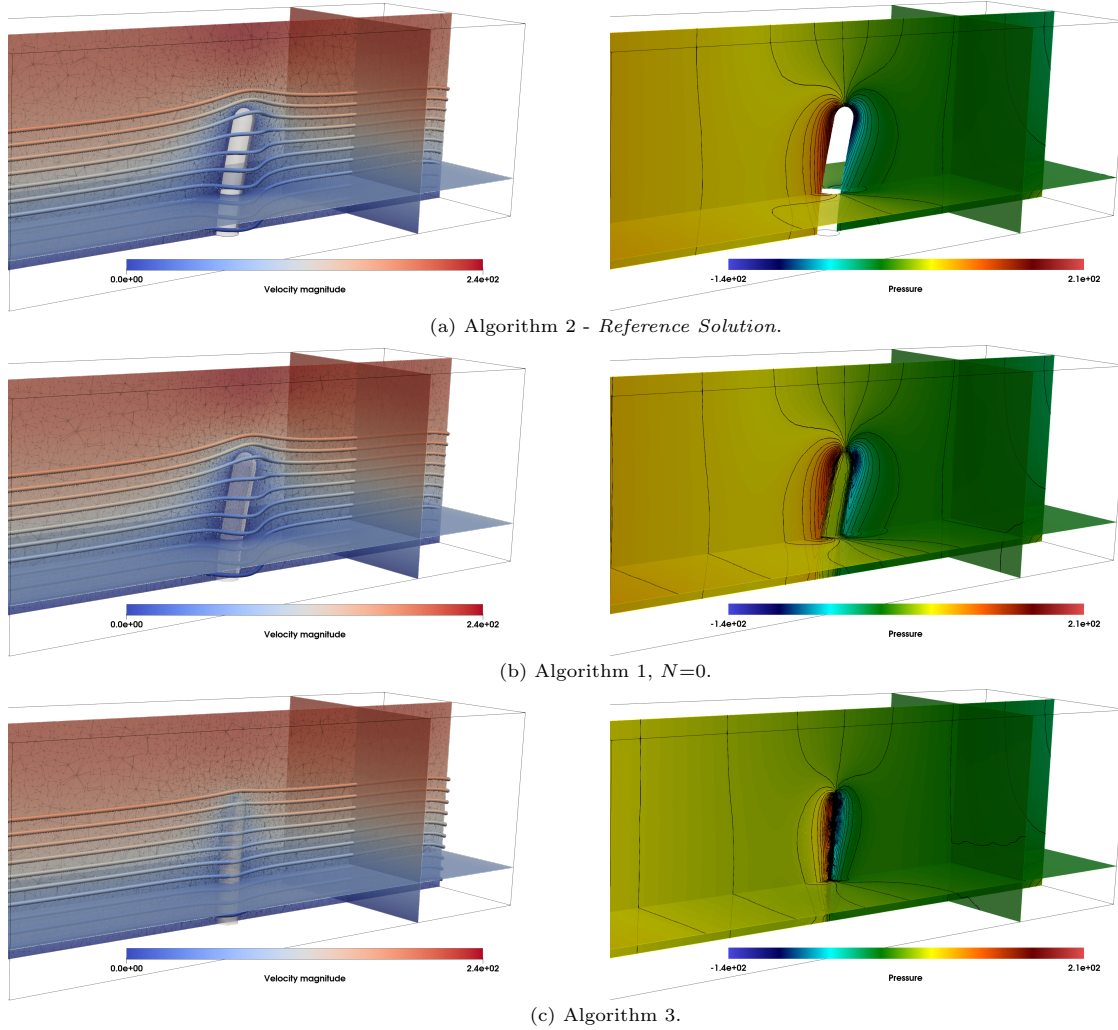 0.0e+00 2.4e+02 -1.4e+02 2.1e+02
Velocity magnitude Pressure
(a) Algorithm 2 - Reference Solution.
0.0e+00 2.4e+02 -1.4e+02 2.1e+02
Velocity magnitude Pressure
(b) Algorithm 1, N=0.
0.0e+00 2.4e+02 -1.4e+02 2.1e+02
Velocity magnitude Pressure
(c) Algorithm 3.